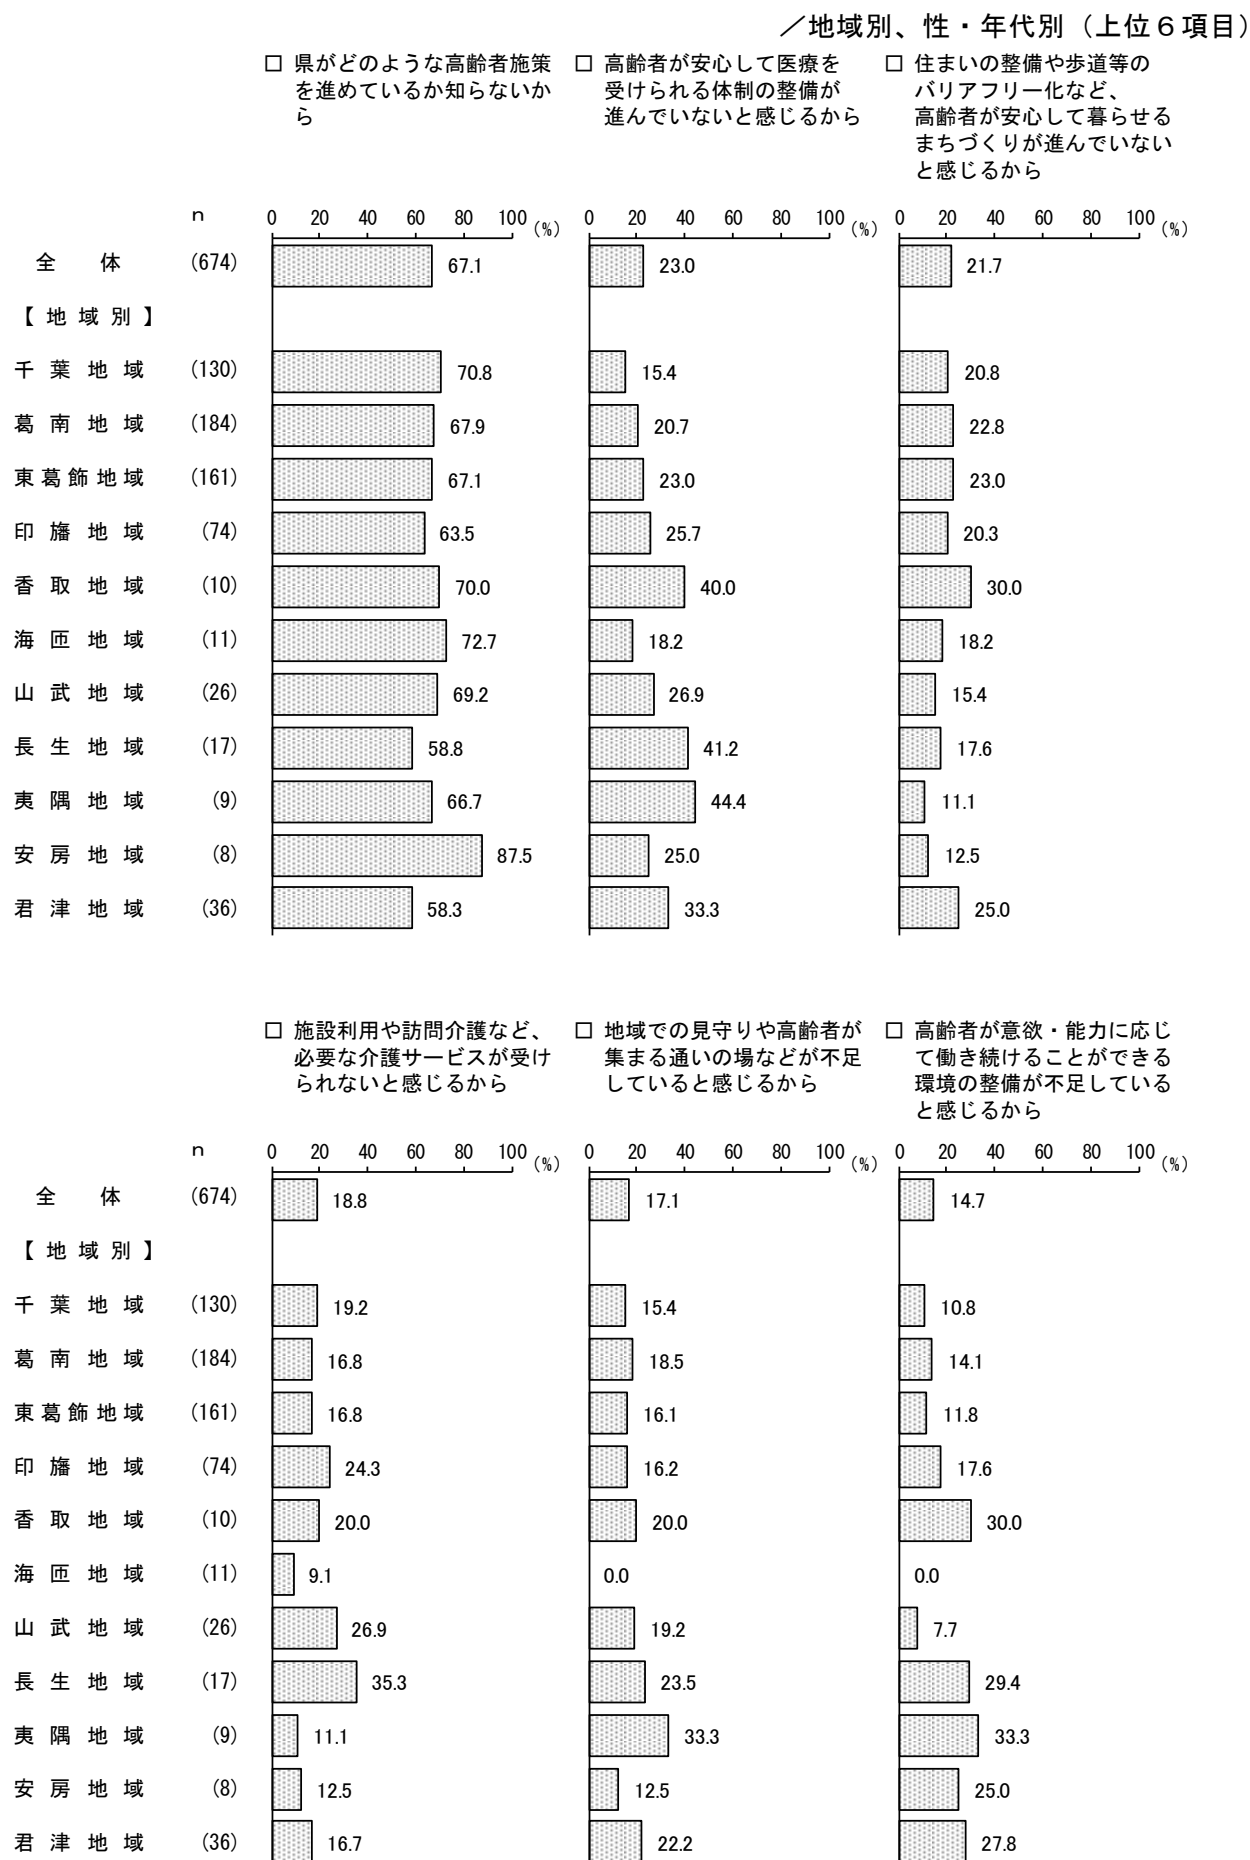 ／地域別、性・年代別（上位６項目）
□ 県がどのような高齢者施策
を進めているか知らないか
ら
□ 高齢者が安心して医療を
受けられる体制の整備が
進んでいないと感じるから
□ 住まいの整備や歩道等の
バリアフリー化など、
高齢者が安心して暮らせる
まちづくりが進んでいない
と感じるから
ｎ 0 20 40 60 80 100 (%) 0 20 40 60 80 100 (%) 0 20 40 60 80 100 (%)
全体 (674) 67.1 23.0 21.7
【地域別】
千葉地域 (130) 70.8 15.4 20.8
葛南地域 (184) 67.9 20.7 22.8
東葛飾地域 (161) 67.1 23.0 23.0
印旛地域 (74) 63.5 25.7 20.3
香取地域 (10) 70.0 40.0 30.0
海匝地域 (11) 72.7 18.2 18.2
山武地域 (26) 69.2 26.9 15.4
長生地域 (17) 58.8 41.2 17.6
夷隅地域 (9) 66.7 44.4 11.1
安房地域 (8) 87.5 25.0 12.5
君津地域 (36) 58.3 33.3 25.0
□ 施設利用や訪問介護など、
必要な介護サービスが受け
られないと感じるから
□ 地域での見守りや高齢者が
集まる通いの場などが不足
していると感じるから
□ 高齢者が意欲・能力に応じ
て働き続けることができる
環境の整備が不足している
と感じるから
ｎ 0 20 40 60 80 100 (%) 0 20 40 60 80 100 (%) 0 20 40 60 80 100 (%)
全体 (674) 18.8 17.1 14.7
【地域別】
千葉地域 (130) 19.2 15.4 10.8
葛南地域 (184) 16.8 18.5 14.1
東葛飾地域 (161) 16.8 16.1 11.8
印旛地域 (74) 24.3 16.2 17.6
香取地域 (10) 20.0 20.0 30.0
海匝地域 (11) 9.1 0.0 0.0
山武地域 (26) 26.9 19.2 7.7
長生地域 (17) 35.3 23.5 29.4
夷隅地域 (9) 11.1 33.3 33.3
安房地域 (8) 12.5 12.5 25.0
君津地域 (36) 16.7 22.2 27.8